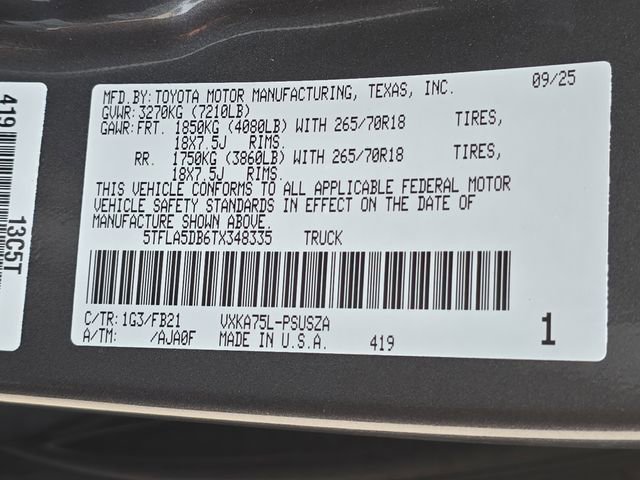 MFD.BY:TOYOTA MOTOR MANUFACTURING, TEXAS, INC. 09/25
GVWR:3270KG (7210LB)
GAWR:FRT. 1850KG (4080LB) WITH 265/70R18 TIRES,
18X7.5J RIMS.
RR. 1750KG (3860LB) WITH 265/70R18 TIRES,
18X7.5J RIMS.
THIS VEHICLE CONFORMS TO ALL APPLICABLE FEDERAL MOTOR
VEHICLE SAFETY STANDARDS IN EFFECT ON THE DATE OF
MANUFACTURE SHOWN ABOVE.
5TFLA5DB6TX348335 TRUCK
C/TR:1G3/FB21 VXKA75L-PSUSZA
A/TM: /AJA0F MADE IN U.S.A. 419 1
419 13C5T